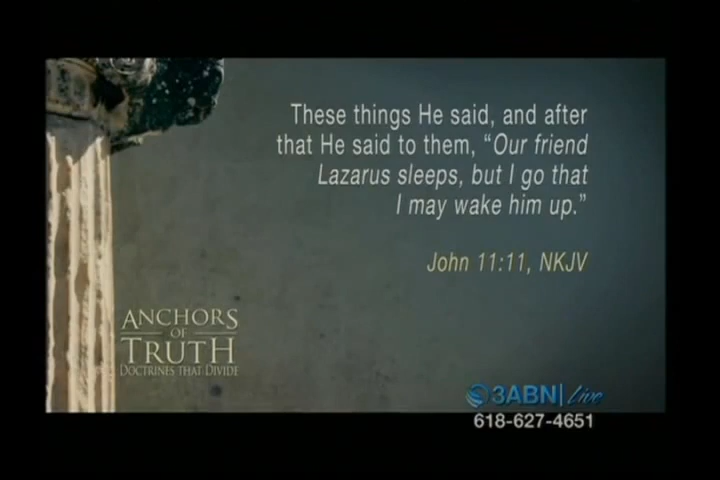 These things He said, and after
that He said to them, “Our friend
Lazarus sleeps, but I go that
I may wake him up.”
John 11:11, NKJV
ANCHORS
OF
TRUTH
DOCTRINES THAT DIVIDE
3ABN Live
618-627-4651